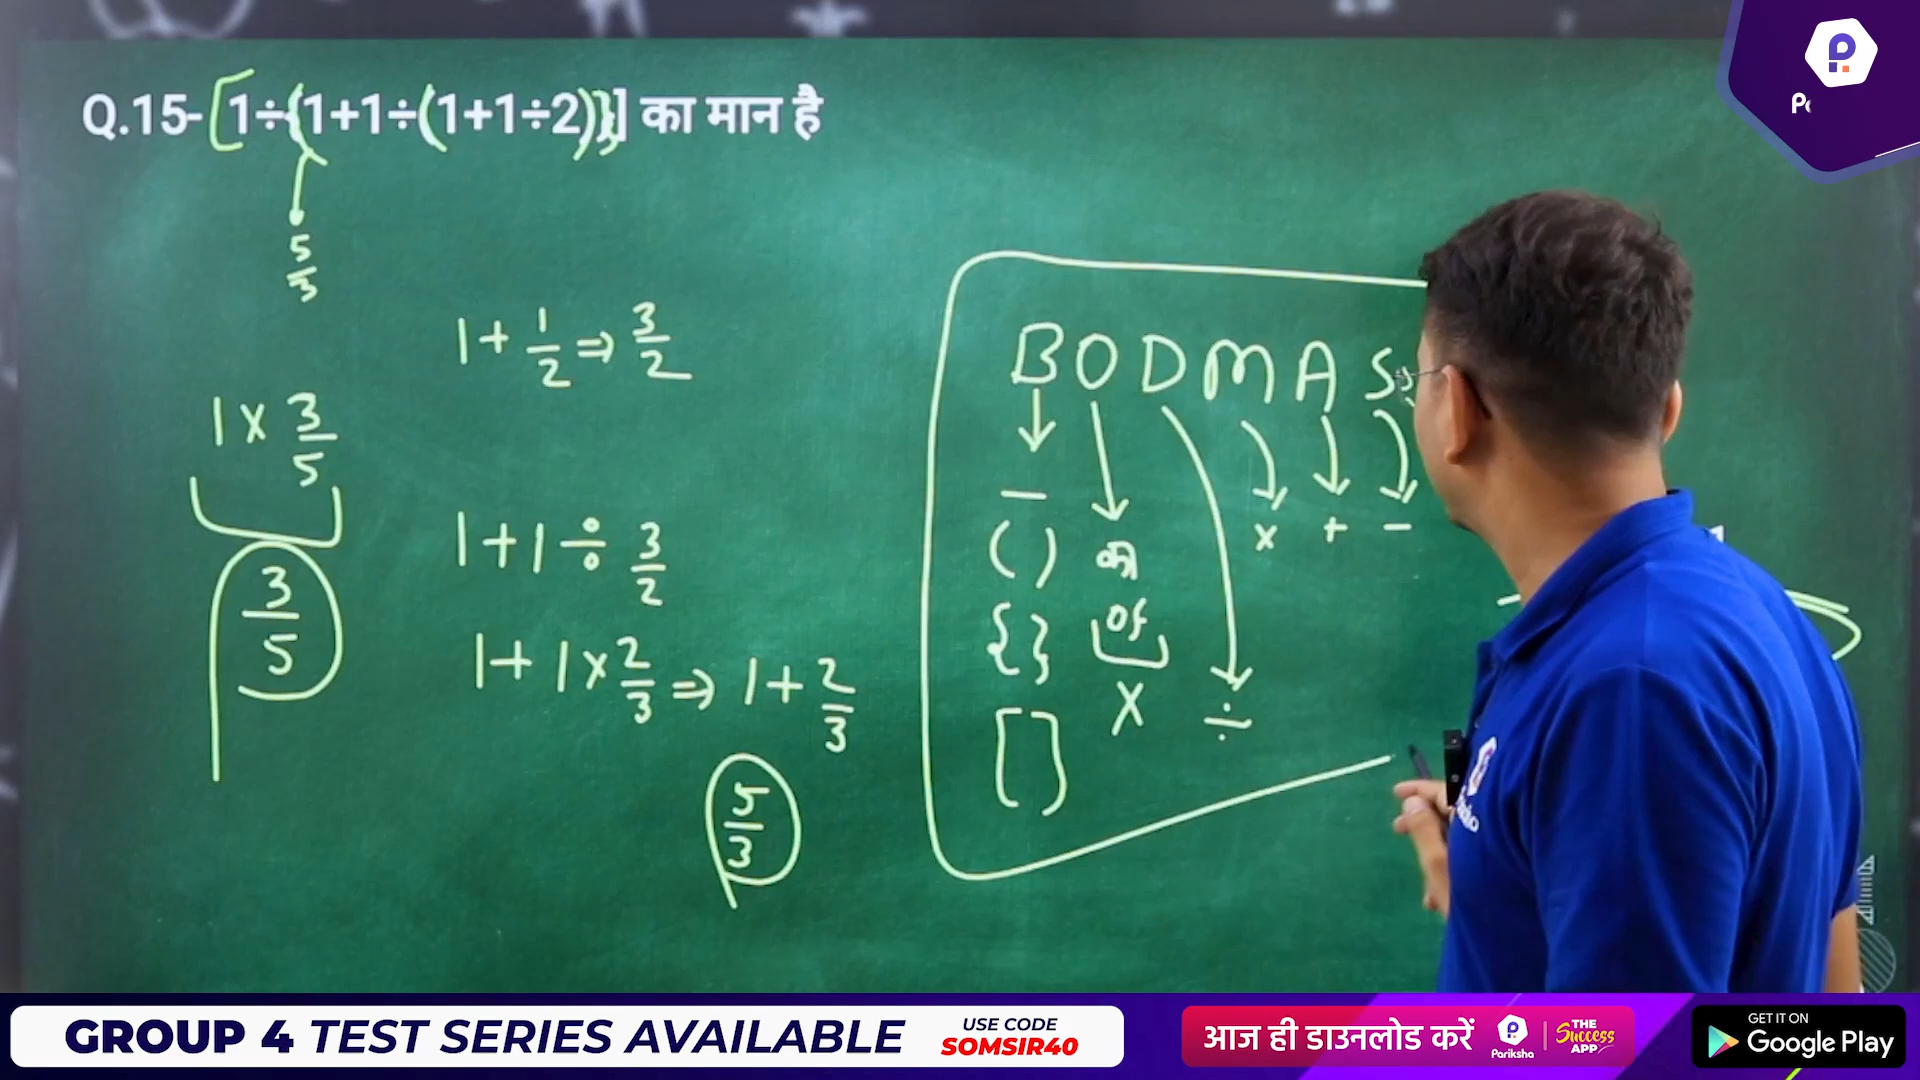 Q.15- [1÷{1+1÷(1+1÷2)}] का मान है
5/3
1 + 1/2 ⇒ 3/2
1 × 3/5
3/5
1 + 1 ÷ 3/2
1 + 1 × 2/3 ⇒ 1 + 2/3
5/3
B O D M A S
— × + -
( ) का
{ } of
[ ] × ÷
GROUP 4 TEST SERIES AVAILABLE
USE CODE
SOMSIR40
आज ही डाउनलोड करें
Pariksha
THE
Success
APP
GET IT ON
Google Play